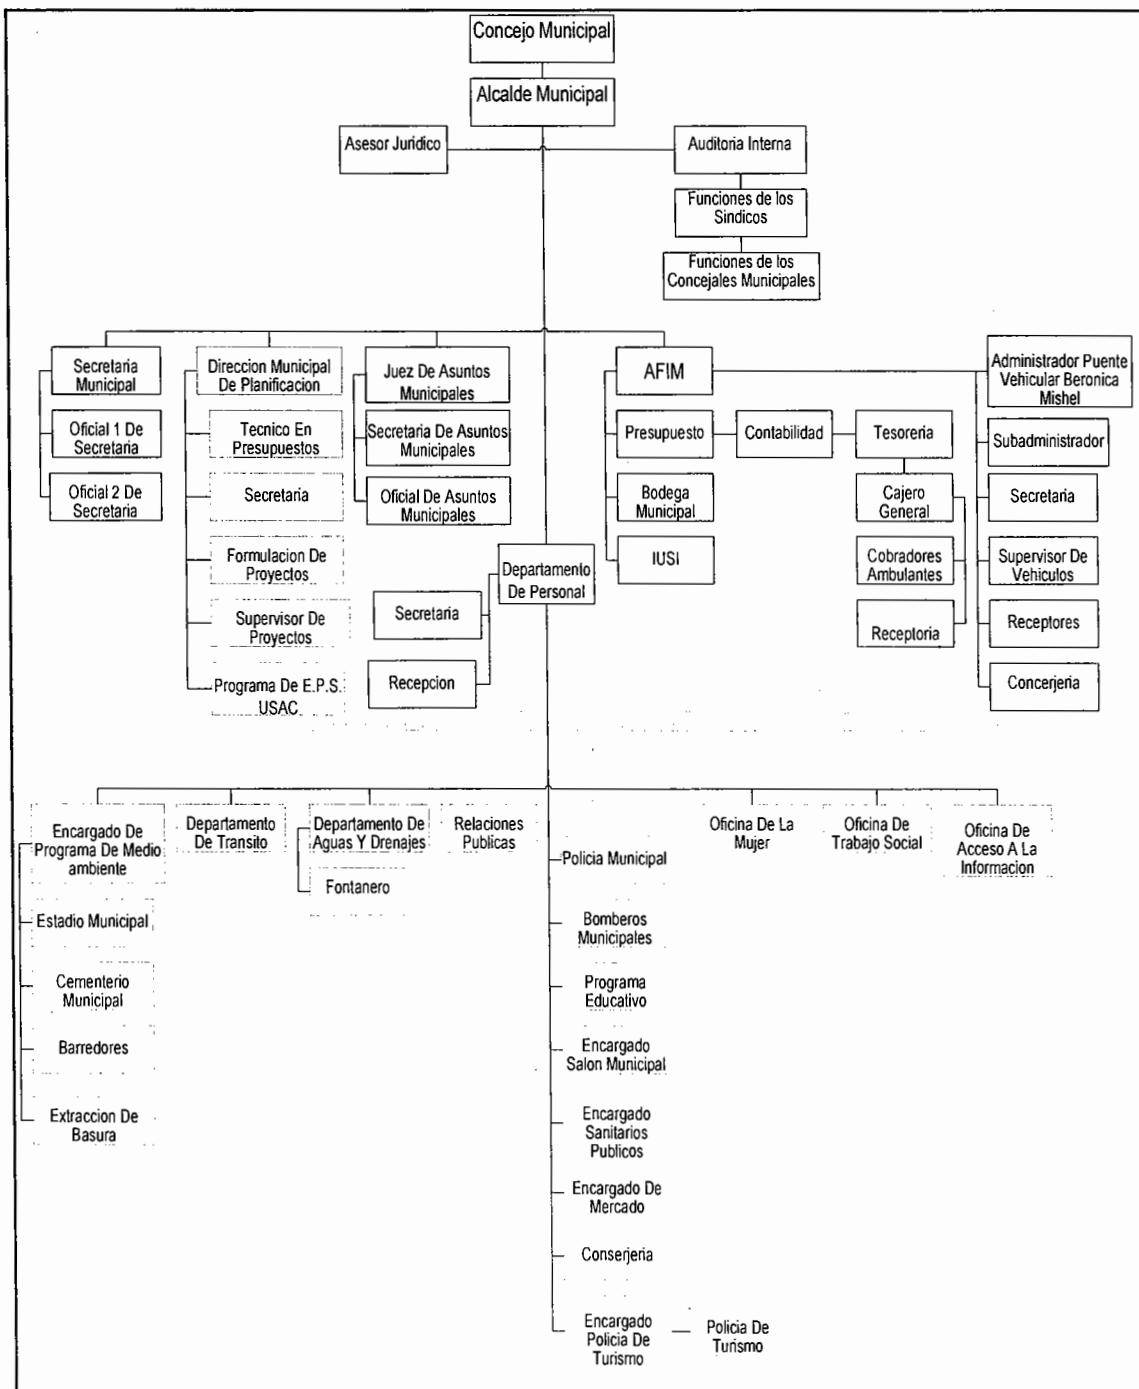 Concejo Municipal
Alcalde Municipal
Asesor Juridico
Auditoria Interna
Funciones de los
Sindicos
Funciones de los
Concejales Municipales
Secretaria
Municipal
Oficial 1 De
Secretaria
Oficial 2 De
Secretaria
Direccion Municipal
De Planificacion
Tecnico En
Presupuestos
Secretaria
Formulacion De
Proyectos
Supervisor De
Proyectos
Programa De E.P.S.
USAC
Juez De Asuntos
Municipales
Secretaria De Asuntos
Municipales
Oficial De Asuntos
Municipales
Departamento
De Personal
Secretaria
Recepcion
AFIM
Presupuesto
Contabilidad
Tesoreria
Bodega
Municipal
IUSI
Cajero
General
Cobradores
Ambulantes
Receptoria
Administrador Puente
Vehicular Beronica
Mishel
Subadministrador
Secretaria
Supervisor De
Vehiculos
Receptores
Concerjeria
Encargado De
Programa De Medio
ambiente
Estadio Municipal
Cementerio
Municipal
Barredores
Extraccion De
Basura
Departamento
De Transito
Departamento De
Aguas Y Drenajes
Fontanero
Relaciones
Publicas
Policia Municipal
Bomberos
Municipales
Programa
Educativo
Encargado
Salon Municipal
Encargado
Sanitarios
Publicos
Encargado De
Mercado
Conserjeria
Encargado
Policia De
Turismo
Policia De
Turismo
Oficina De La
Mujer
Oficina De
Trabajo Social
Oficina De
Acceso A La
Informacion